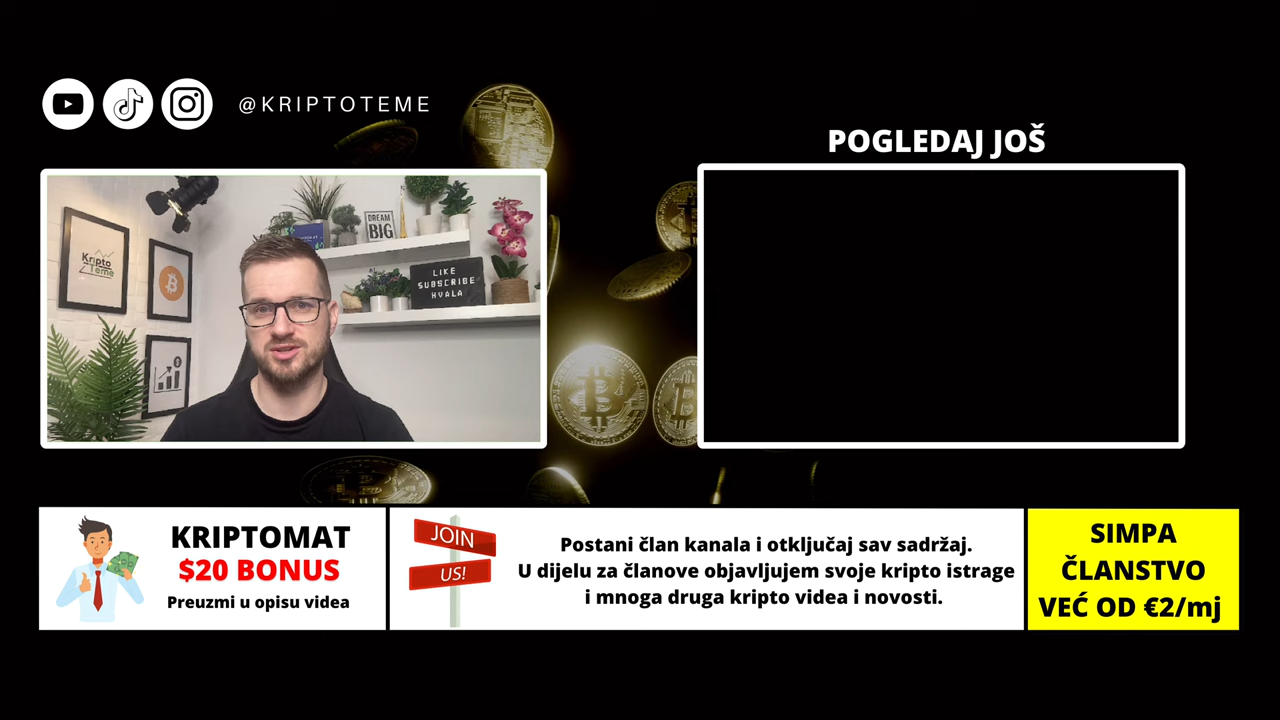 @KRIPTOTEME
POGLEDAJ JOŠ
Kripto
Teme
DREAM
BIG
LIKE
SUBSCRIBE
HVALA
KRIPTOMAT
$20 BONUS
Preuzmi u opisu videa
JOIN
US!
Postani član kanala i otključaj sav sadržaj.
U dijelu za članove objavljujem svoje kripto istrage
i mnoga druga kripto videa i novosti.
SIMPA
ČLANSTVO
VEĆ OD €2/mj